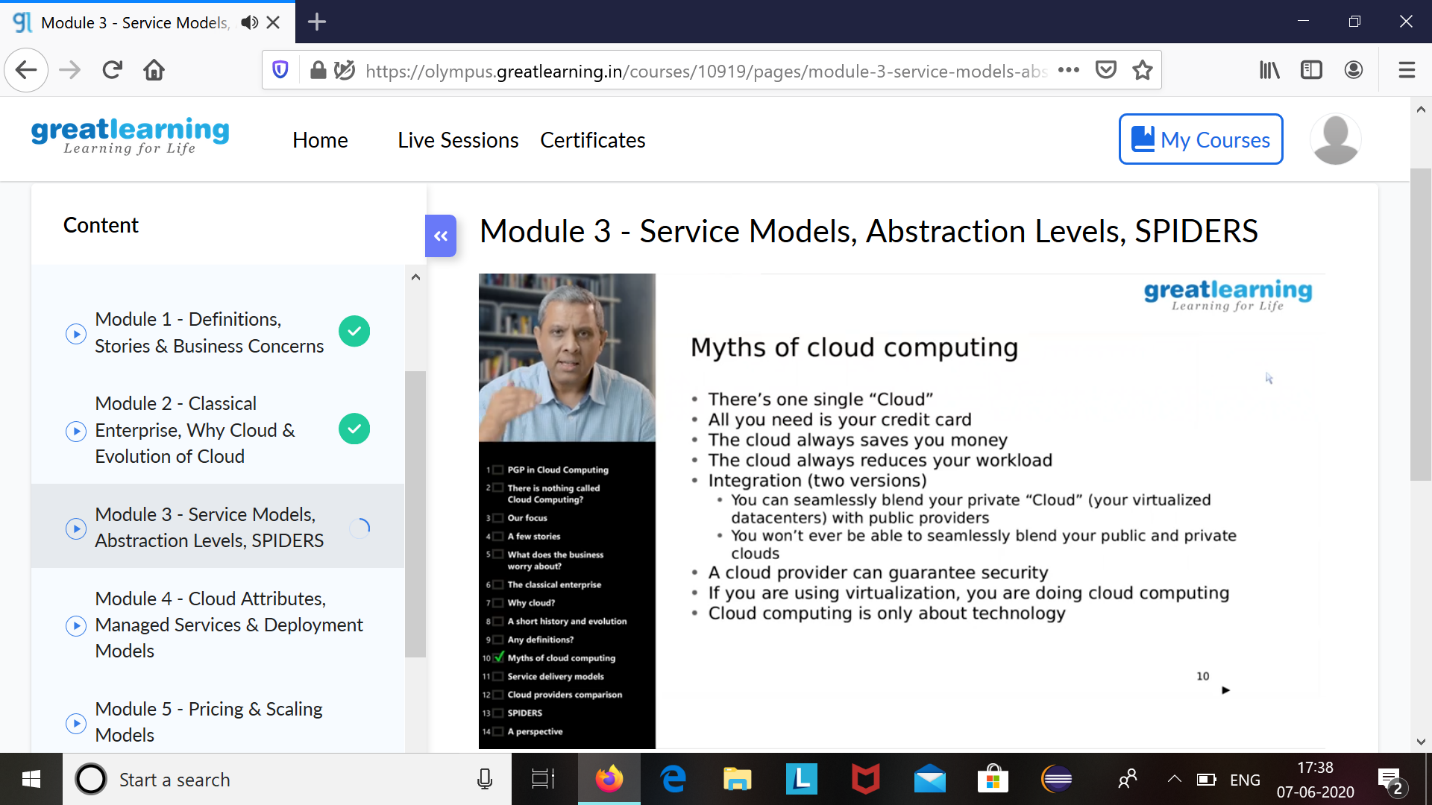 Module 3 - Service Models,
https://olympus.greatlearning.in/courses/10919/pages/module-3-service-models-abs
greatlearning
Learning for Life
Home
Live Sessions
Certificates
My Courses
Content
Module 1 - Definitions,
Stories & Business Concerns
Module 2 - Classical
Enterprise, Why Cloud &
Evolution of Cloud
Module 3 - Service Models,
Abstraction Levels, SPIDERS
Module 4 - Cloud Attributes,
Managed Services & Deployment
Models
Module 5 - Pricing & Scaling
Models
Module 3 - Service Models, Abstraction Levels, SPIDERS
1 PGP in Cloud Computing
2 There is nothing called
Cloud Computing?
3 Our focus
4 A few stories
5 What does the business
worry about?
6 The classical enterprise
7 Why cloud?
8 A short history and evolution
9 Any definitions?
10 Myths of cloud computing
11 Service delivery models
12 Cloud providers comparison
13 SPIDERS
14 A perspective
greatlearning
Learning for Life
Myths of cloud computing
• There's one single “Cloud”
• All you need is your credit card
• The cloud always saves you money
• The cloud always reduces your workload
• Integration (two versions)
• You can seamlessly blend your private “Cloud” (your virtualized
datacenters) with public providers
• You won't ever be able to seamlessly blend your public and private
clouds
• A cloud provider can guarantee security
• If you are using virtualization, you are doing cloud computing
• Cloud computing is only about technology
10
Start a search
ENG
17:38
07-06-2020
2